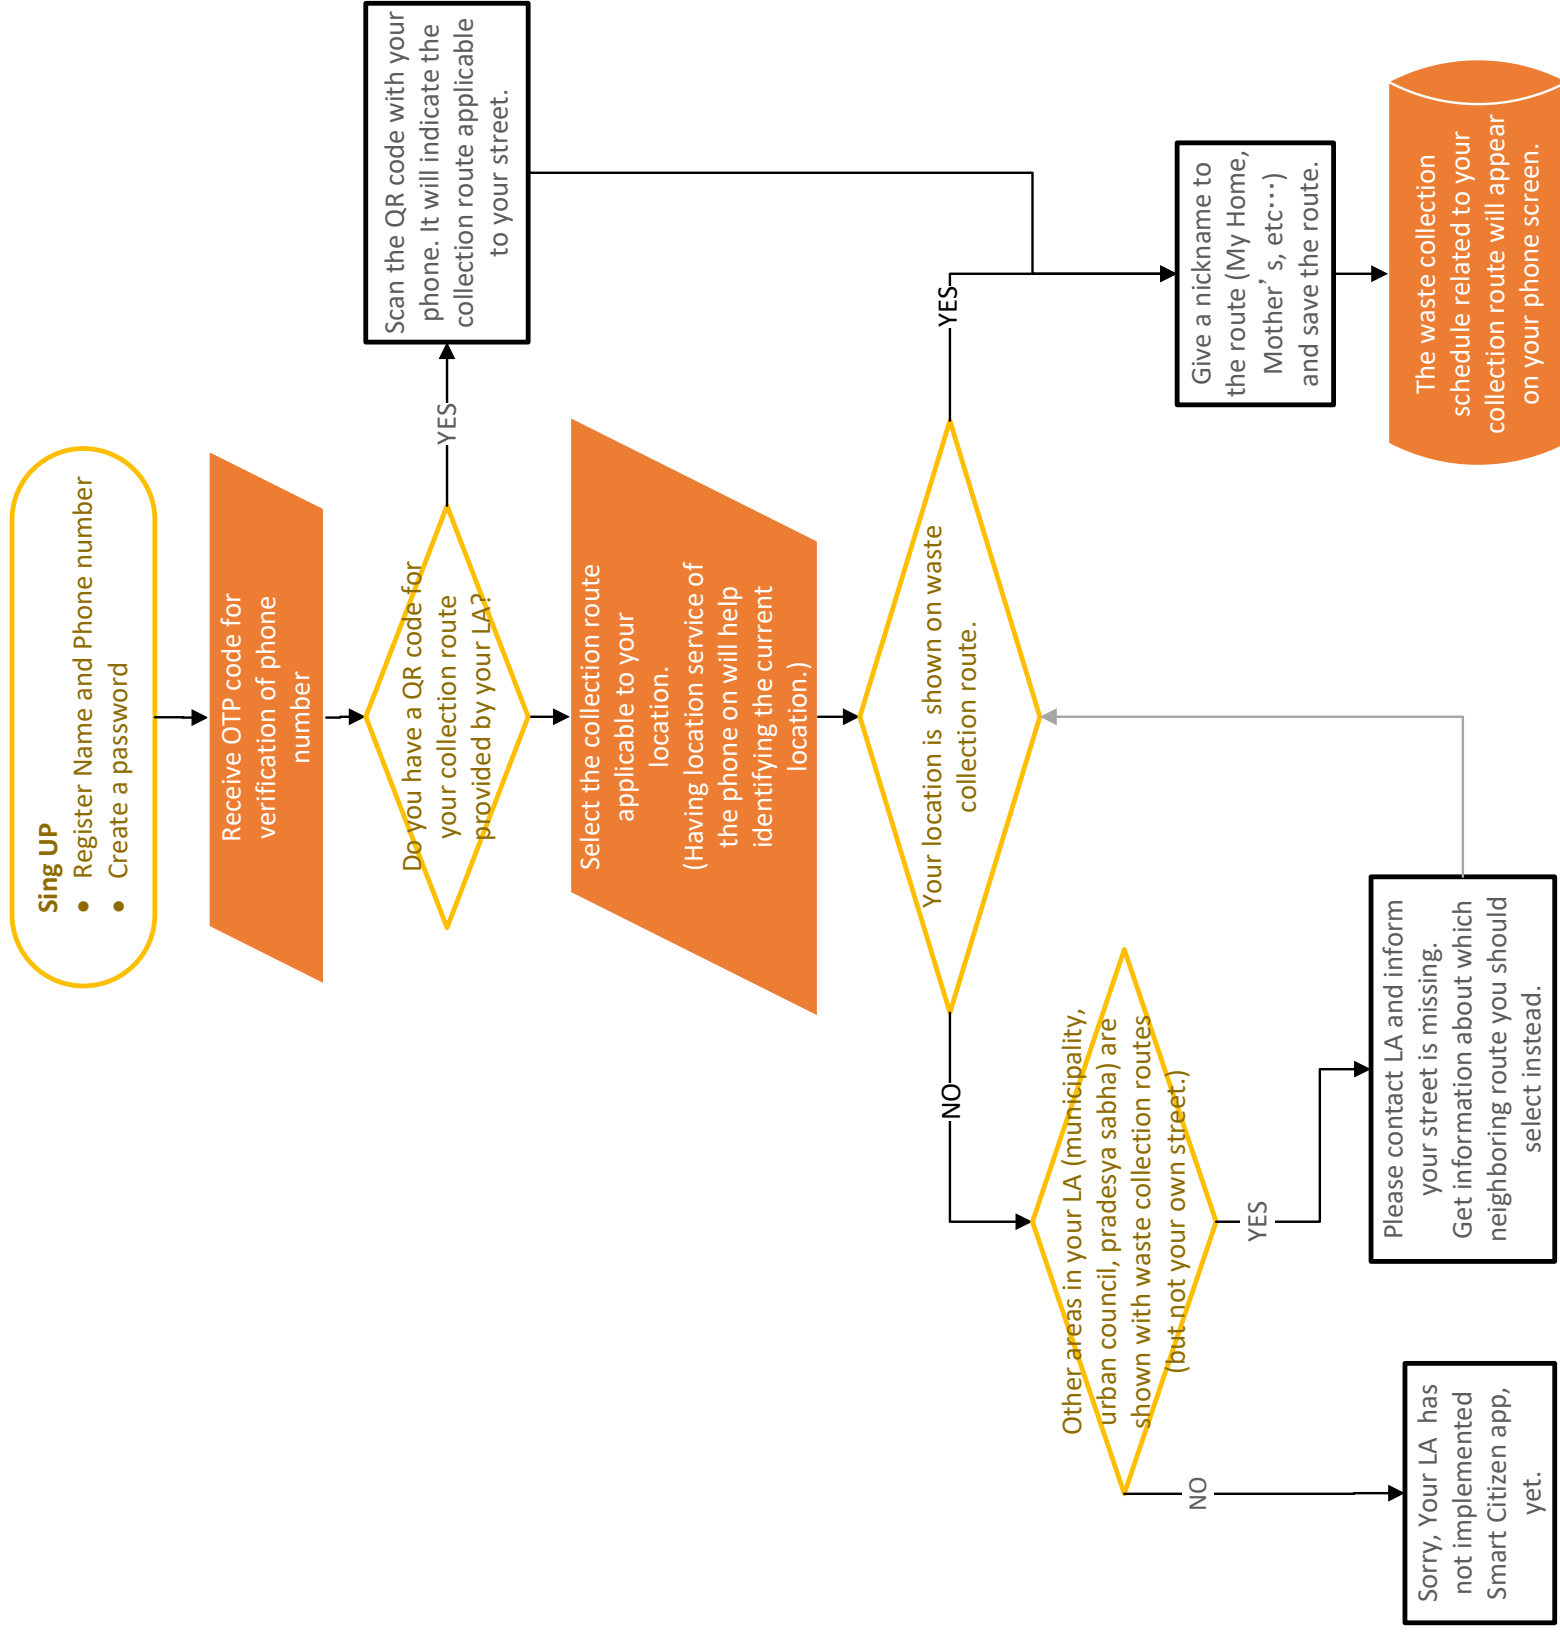 Sing UP
• Register Name and Phone number
• Create a password
Receive OTP code for
verification of phone
number
Do you have a QR code for
your collection route
provided by your LA?
YES
Scan the QR code with your
phone. It will indicate the
collection route applicable
to your street.
Select the collection route
applicable to your
location.
(Having location service of
the phone on will help
identifying the current
location.)
Your location is shown on waste
collection route.
YES
NO
Give a nickname to
the route (My Home,
Mother’s, etc…)
and save the route.
The waste collection
schedule related to your
collection route will appear
on your phone screen.
Other areas in your LA (municipality,
urban council, pradesya sabha) are
shown with waste collection routes
(but not your own street.)
YES
NO
Please contact LA and inform
your street is missing.
Get information about which
neighboring route you should
select instead.
Sorry, Your LA has
not implemented
Smart Citizen app,
yet.